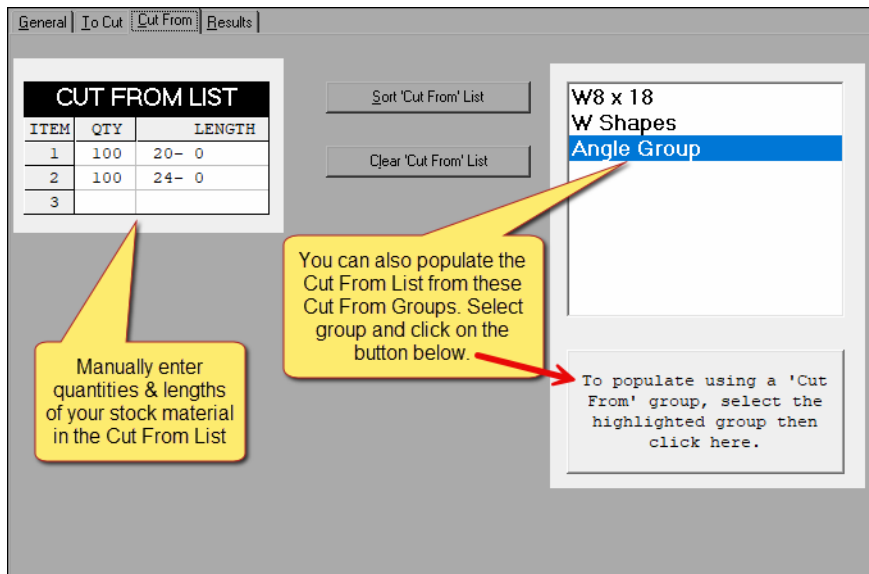 General To Cut Cut From Results
CUT FROM LIST
ITEM QTY LENGTH
1 100 20- 0
2 100 24- 0
3
Manually enter
quantities & lengths
of your stock material
in the Cut From List
Sort 'Cut From' List
Clear 'Cut From' List
You can also populate the
Cut From List from these
Cut From Groups. Select
group and click on the
button below.
W8 x 18
W Shapes
Angle Group
To populate using a 'Cut
From' group, select the
highlighted group then
click here.